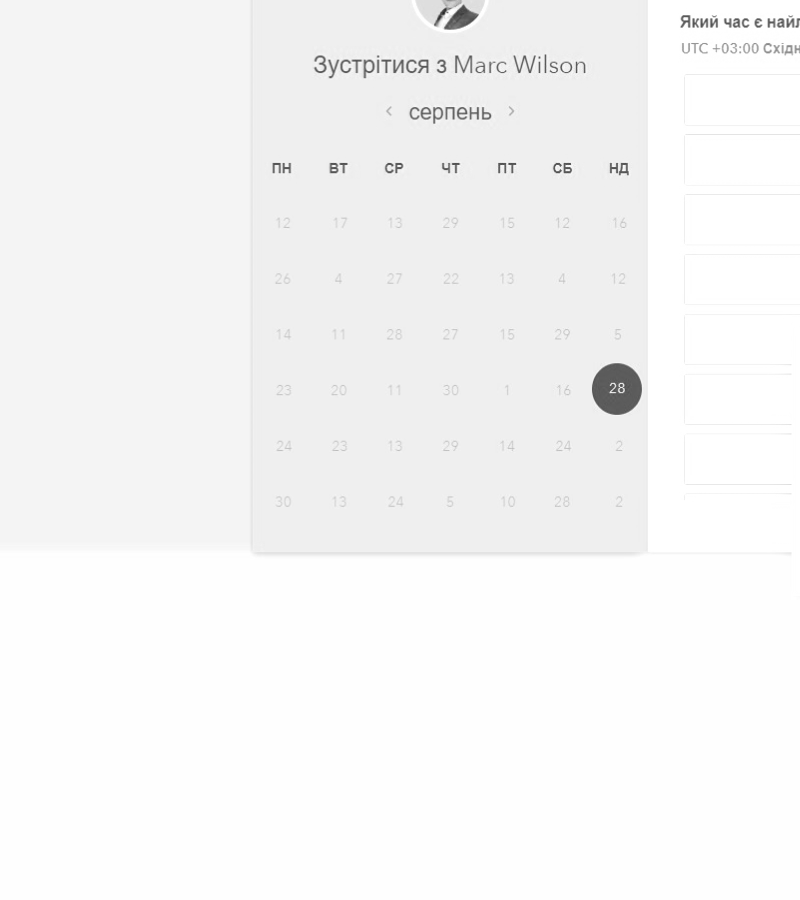 Зустрітися з Marc Wilson
‹ серпень ›
ПН ВТ СР ЧТ ПТ СБ НД
12 17 13 29 15 12 16
26 4 27 22 13 4 12
14 11 28 27 15 29 5
23 20 11 30 1 16 28
24 23 13 29 14 24 2
30 13 24 5 10 28 2
Який час є
UTC +03:00